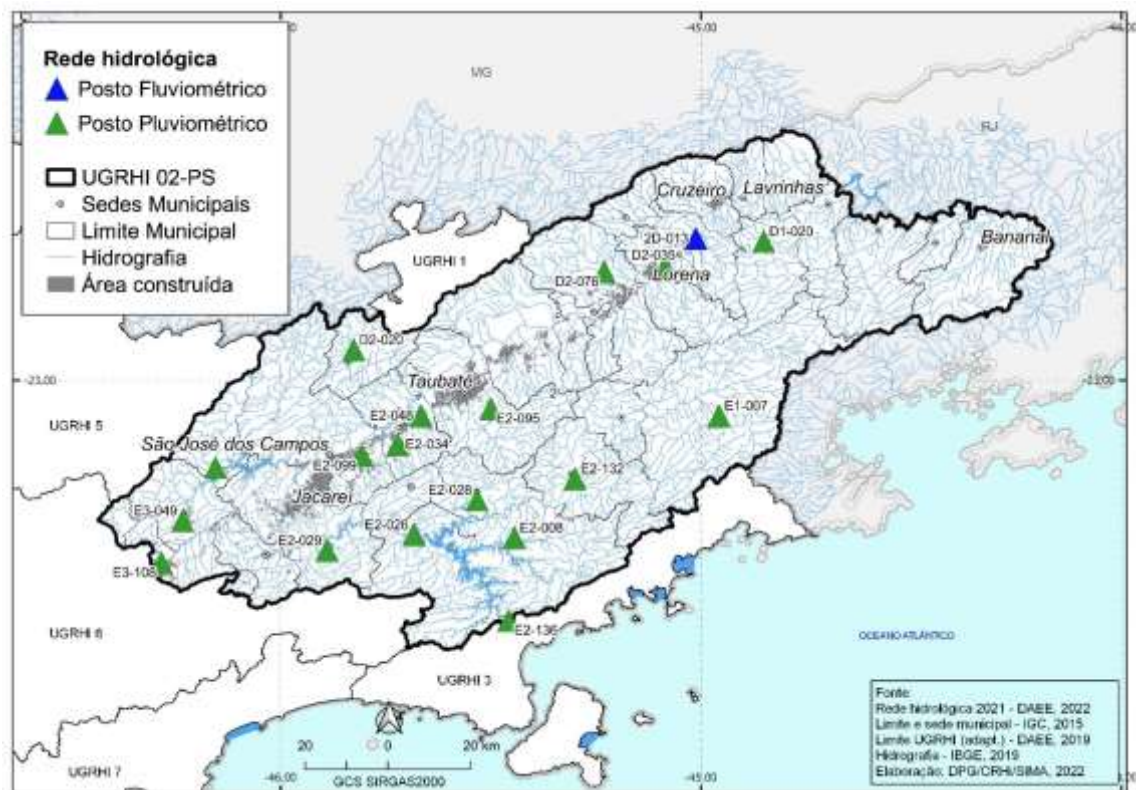 -45.00
Rede hidrológica
Posto Fluviométrico
Posto Pluviométrico
UGRHI 02-PS
Sedes Municipais
Limite Municipal
Hidrografia
Área construída
MG
RJ
Cruzeiro
Lavrinhas
2D-013
D1-020
Bananal
UGRHI 1
D2-035
Lorena
D2-076
D2-020
-23.00
Taubaté
E2-095
E1-007
UGRHI 5
E2-034
São José dos Campos
E2-099
E2-132
Jacareí
E2-028
E3-049
E2-026
E2-008
E2-029
E3-108
UGRHI 6
E2-136
OCEANO ATLÂNTICO
UGRHI 3
UGRHI 7
20 0 20 km
GCS SIRGAS2000
-46.00
-45.00
Fonte:
Rede hidrológica 2021 - DAEE, 2022
Limite e sede municipal - IGC, 2015
Limite UGRHI (adapt.) - DAEE, 2019
Hidrografia - IBGE, 2019
Elaboração: DPG/CRHi/SIMA, 2022